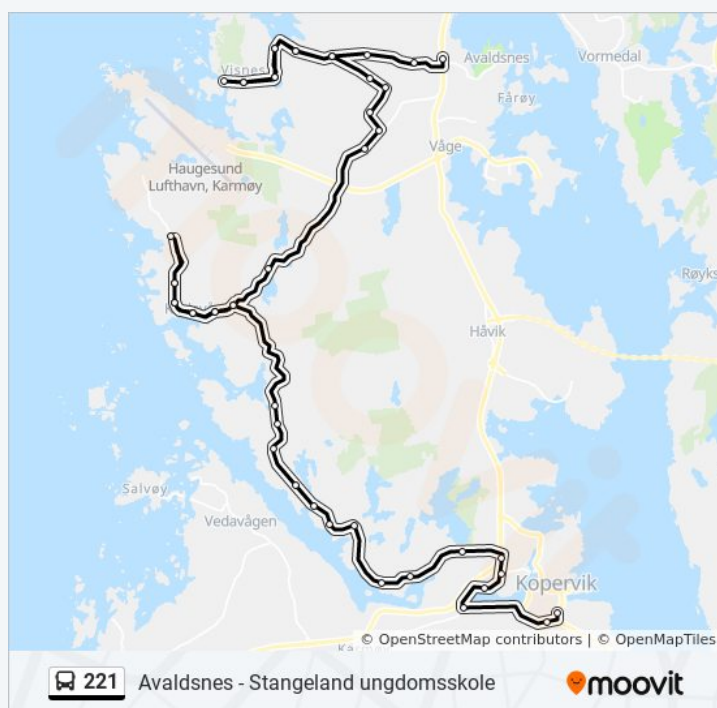 Avaldsnes
Vormedal
Visnes
Fårøy
Våge
Haugesund
Lufthavn, Karmøy
Røyks
Håvik
Salvøy
Vedavågen
Kopervik
© OpenStreetMap contributors | © OpenMapTiles
221 Avaldsnes - Stangeland ungdomsskole
moovit